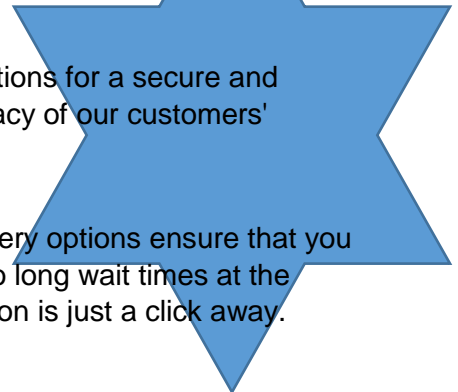 tions for a secure and
acy of our customers'
ery options ensure that you
o long wait times at the
on is just a click away.